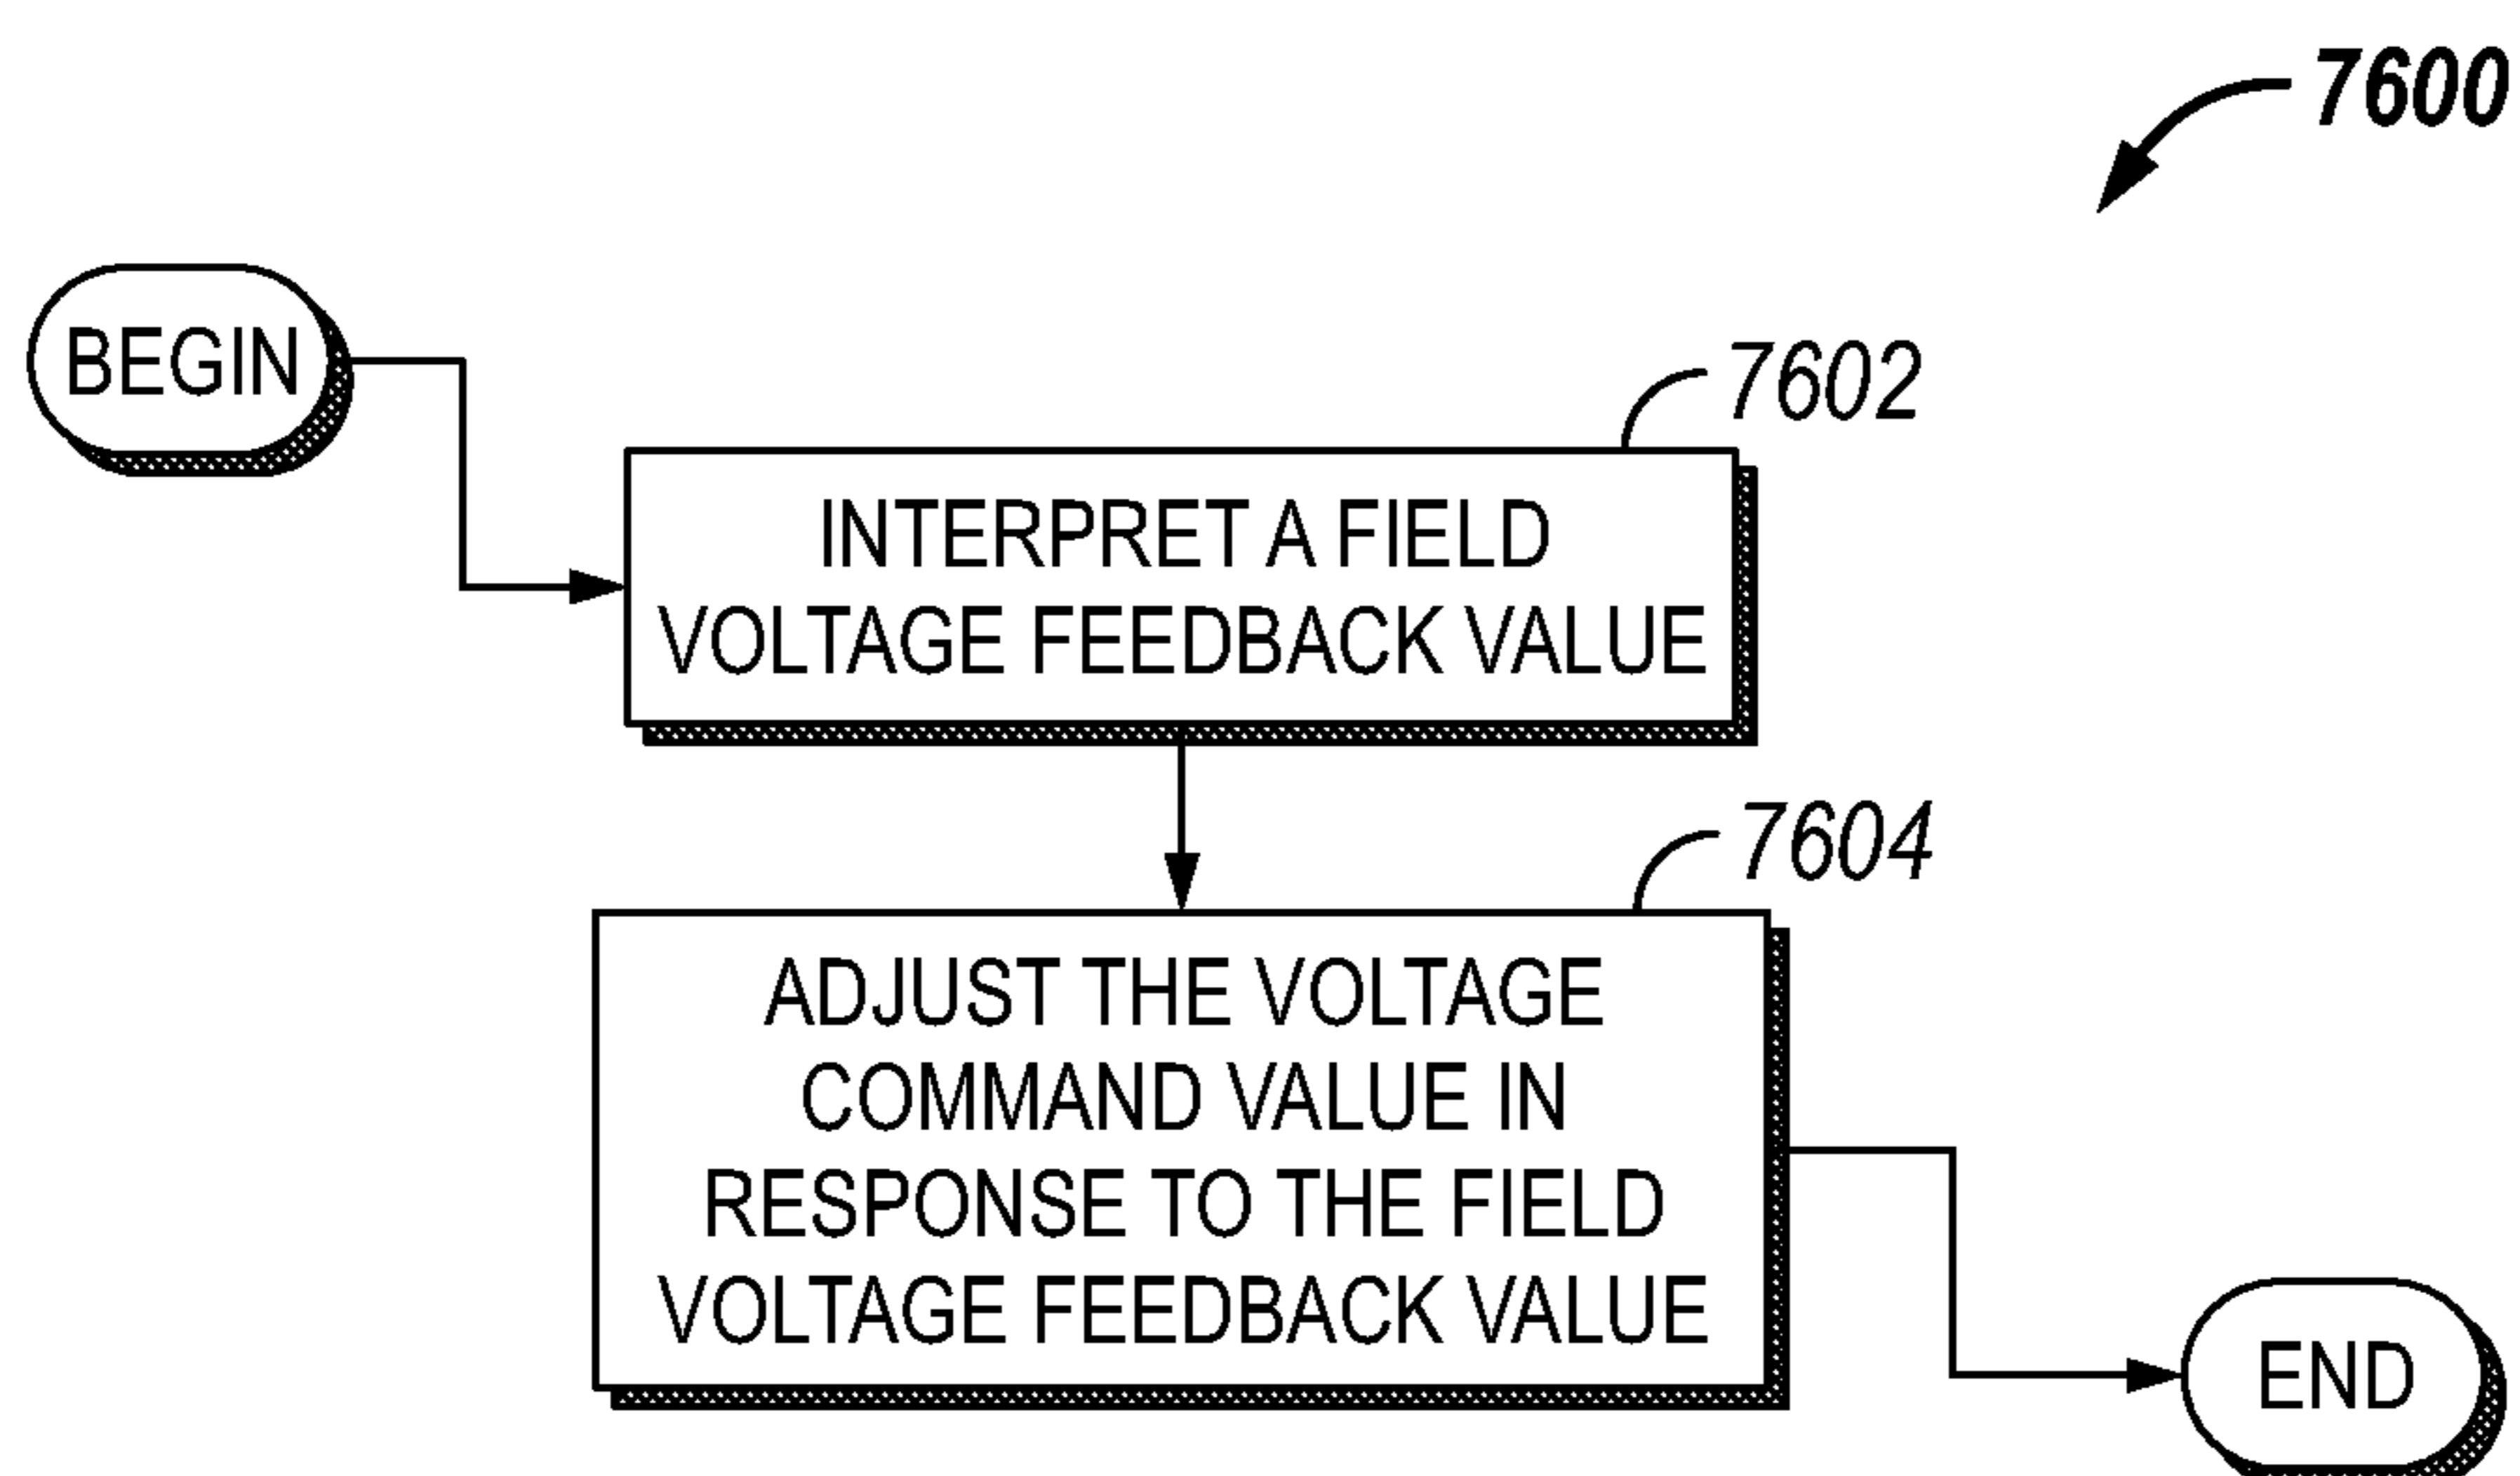 7600
BEGIN
7602
INTERPRET A FIELD
VOLTAGE FEEDBACK VALUE
7604
ADJUST THE VOLTAGE
COMMAND VALUE IN
RESPONSE TO THE FIELD
VOLTAGE FEEDBACK VALUE
END